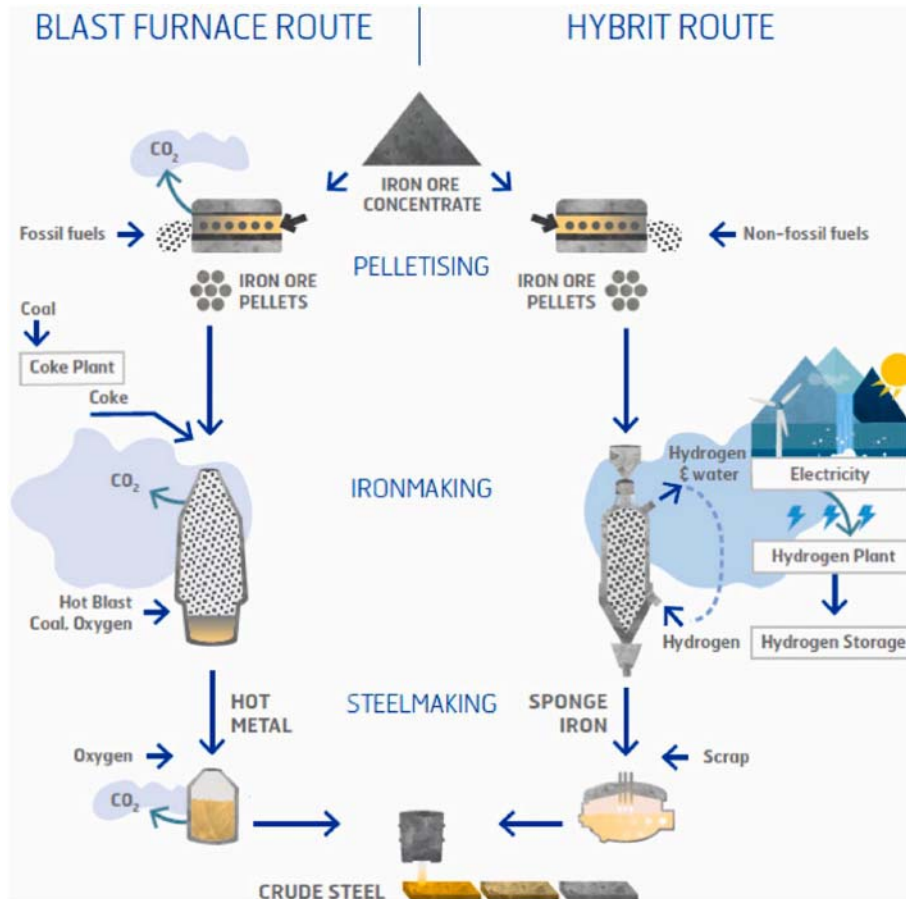 BLAST FURNACE ROUTE
HYBRIT ROUTE
CO₂
IRON ORE
CONCENTRATE
Fossil fuels
Non-fossil fuels
PELLETISING
IRON ORE
PELLETS
IRON ORE
PELLETS
Coal
Coke Plant
Coke
CO₂
IRONMAKING
Hydrogen
& water
Electricity
Hydrogen Plant
Hot Blast
Coal, Oxygen
Hydrogen
Hydrogen Storage
HOT
METAL
STEELMAKING
SPONGE
IRON
Oxygen
Scrap
CO₂
CRUDE STEEL